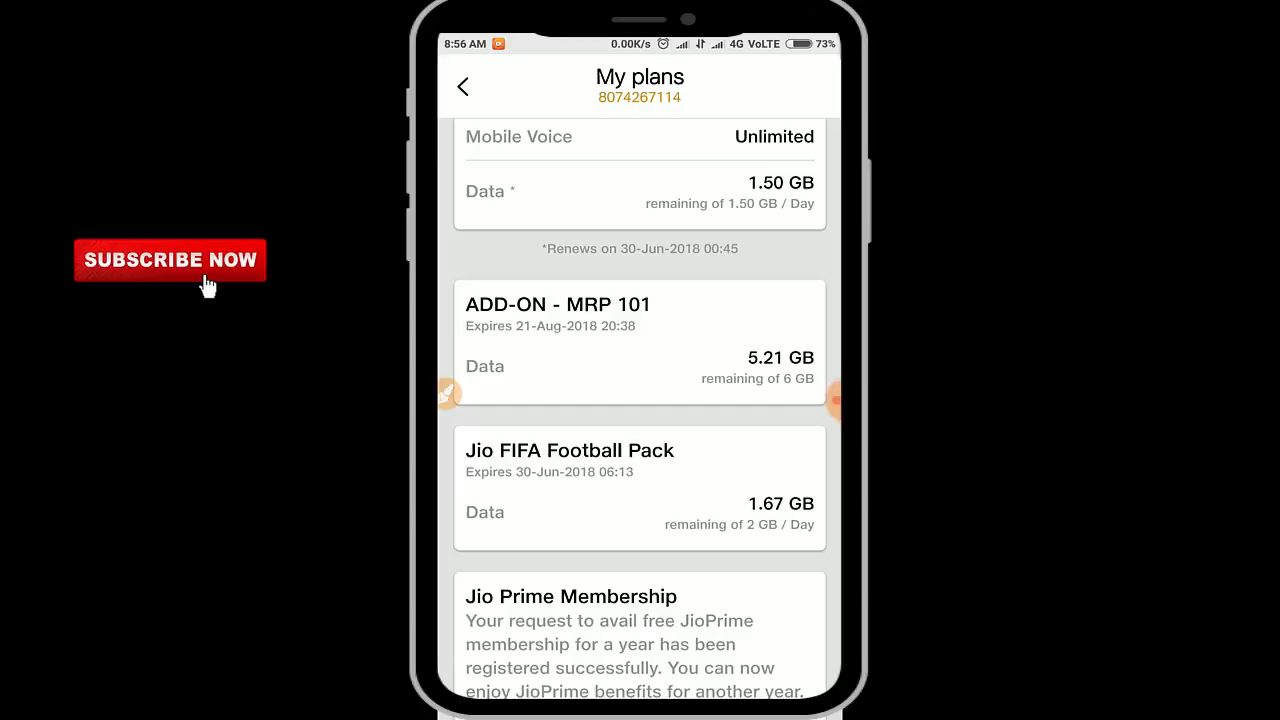 8:56 AM 0.00K/s 4G VoLTE 73%
My plans
8074267114
Mobile Voice Unlimited
Data * 1.50 GB
remaining of 1.50 GB / Day
*Renews on 30-Jun-2018 00:45
SUBSCRIBE NOW
ADD-ON - MRP 101
Expires 21-Aug-2018 20:38
Data 5.21 GB
remaining of 6 GB
Jio FIFA Football Pack
Expires 30-Jun-2018 06:13
Data 1.67 GB
remaining of 2 GB / Day
Jio Prime Membership
Your request to avail free JioPrime
membership for a year has been
registered successfully. You can now
enjoy JioPrime benefits for another year.